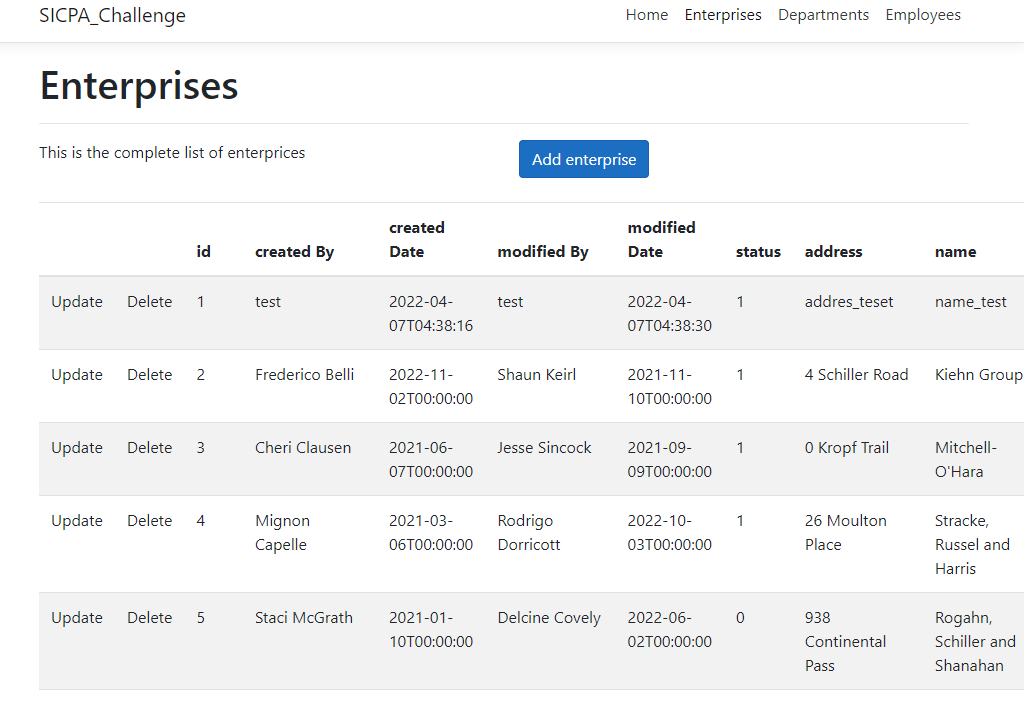 SICPA_Challenge
Home Enterprises Departments Employees
Enterprises
This is the complete list of enterprices
Add enterprise
id created By created Date modified By modified Date status address name
Update Delete 1 test 2022-04-07T04:38:16 test 2022-04-07T04:38:30 1 addres_teset name_test
Update Delete 2 Frederico Belli 2022-11-02T00:00:00 Shaun Keirl 2021-11-10T00:00:00 1 4 Schiller Road Kiehn Group
Update Delete 3 Cheri Clausen 2021-06-07T00:00:00 Jesse Sincock 2021-09-09T00:00:00 1 0 Kropf Trail Mitchell-O'Hara
Update Delete 4 Mignon Capelle 2021-03-06T00:00:00 Rodrigo Dorricott 2022-10-03T00:00:00 1 26 Moulton Place Stracke, Russel and Harris
Update Delete 5 Staci McGrath 2021-01-10T00:00:00 Delcine Covely 2022-06-02T00:00:00 0 938 Continental Pass Rogahn, Schiller and Shanahan